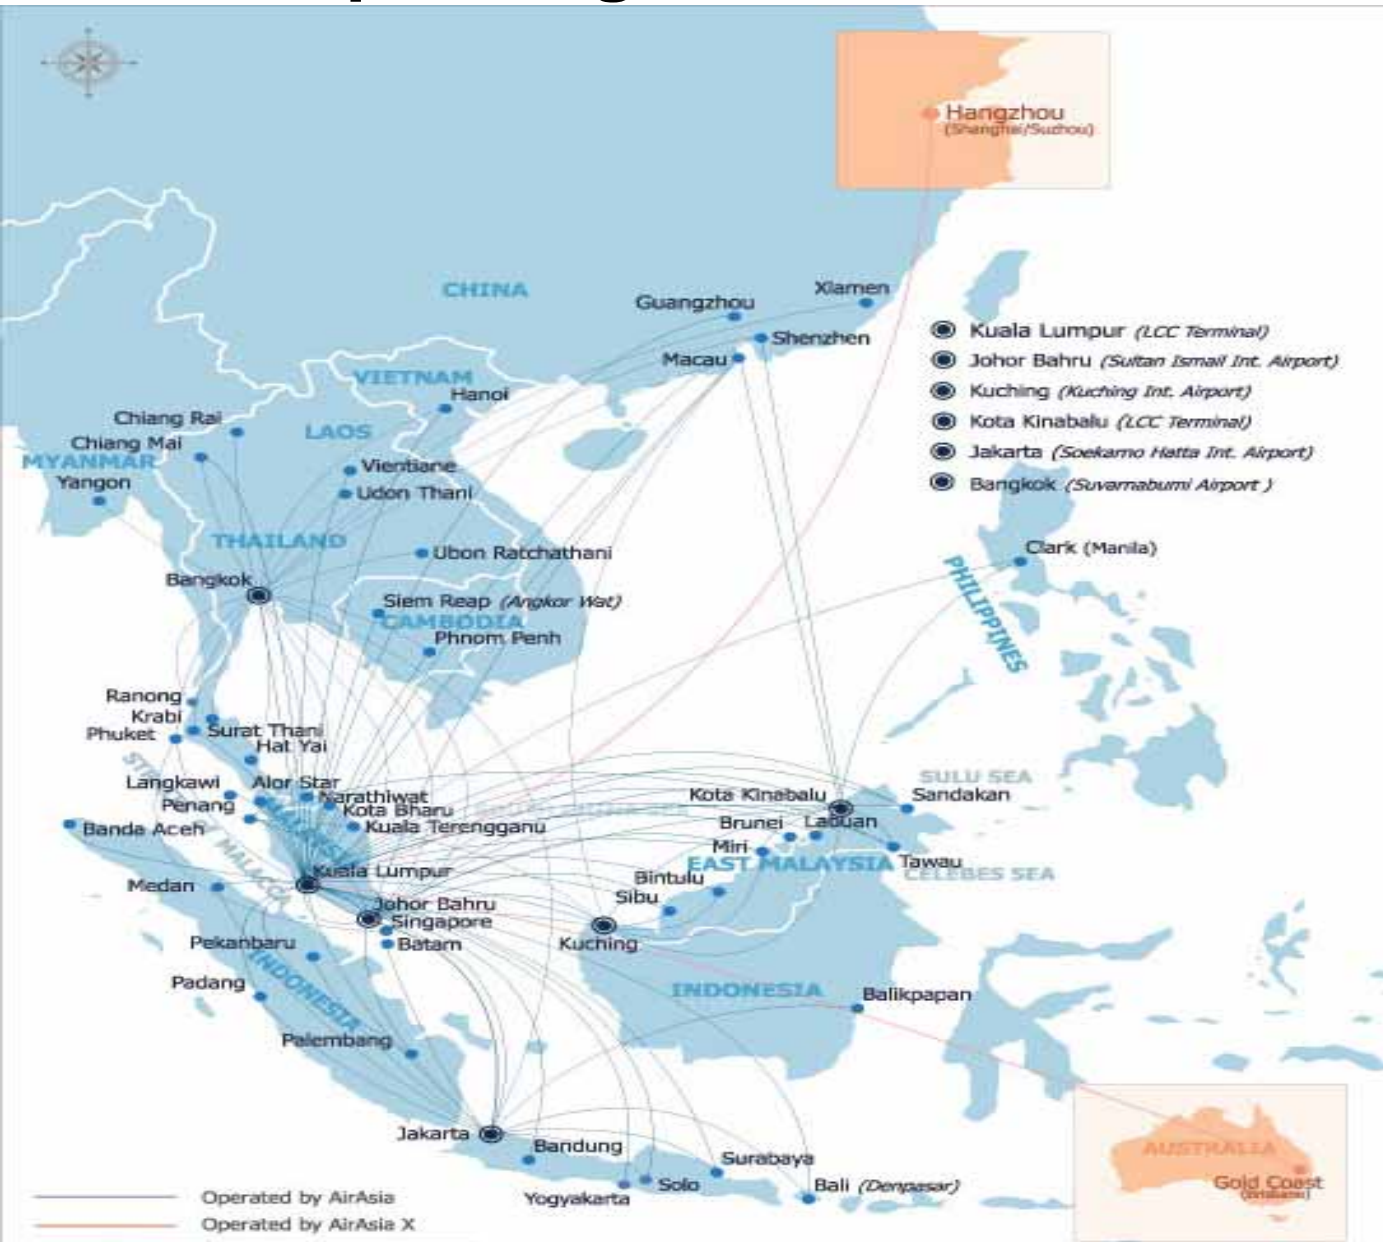 Hangzhou
(Shanghai/Suzhou)
CHINA
Guangzhou
Xiamen
Shenzhen
Macau
Kuala Lumpur (LCC Terminal)
Johor Bahru (Sultan Ismail Int. Airport)
Kuching (Kuching Int. Airport)
Kota Kinabalu (LCC Terminal)
Jakarta (Soekarno Hatta Int. Airport)
Bangkok (Suvarnabumi Airport )
VIETNAM
Hanoi
Chiang Rai
LAOS
Chiang Mai
MYANMAR
Yangon
Vientiane
Udon Thani
THAILAND
Ubon Ratchathani
Bangkok
Siem Reap (Angkor Wat)
CAMBODIA
Phnom Penh
Clark (Manila)
PHILIPPINES
Ranong
Krabi
Phuket
Surat Thani
Hat Yai
Langkawi
Alor Star
Penang
Narathiwat
Kota Bharu
Kuala Terengganu
Banda Aceh
Kota Kinabalu
SULU SEA
Sandakan
Brunei
Labuan
Miri
EAST MALAYSIA
Tawau
CELEBES SEA
Bintulu
Sibu
Kuching
Kuala Lumpur
Medan
Johor Bahru
Singapore
Batam
Pekanbaru
Padang
INDONESIA
Palembang
INDONESIA
Balikpapan
Jakarta
Bandung
Yogyakarta
Solo
Surabaya
Bali (Denpasar)
AUSTRALIA
Gold Coast
(Brisbane)
Operated by AirAsia
Operated by AirAsia X